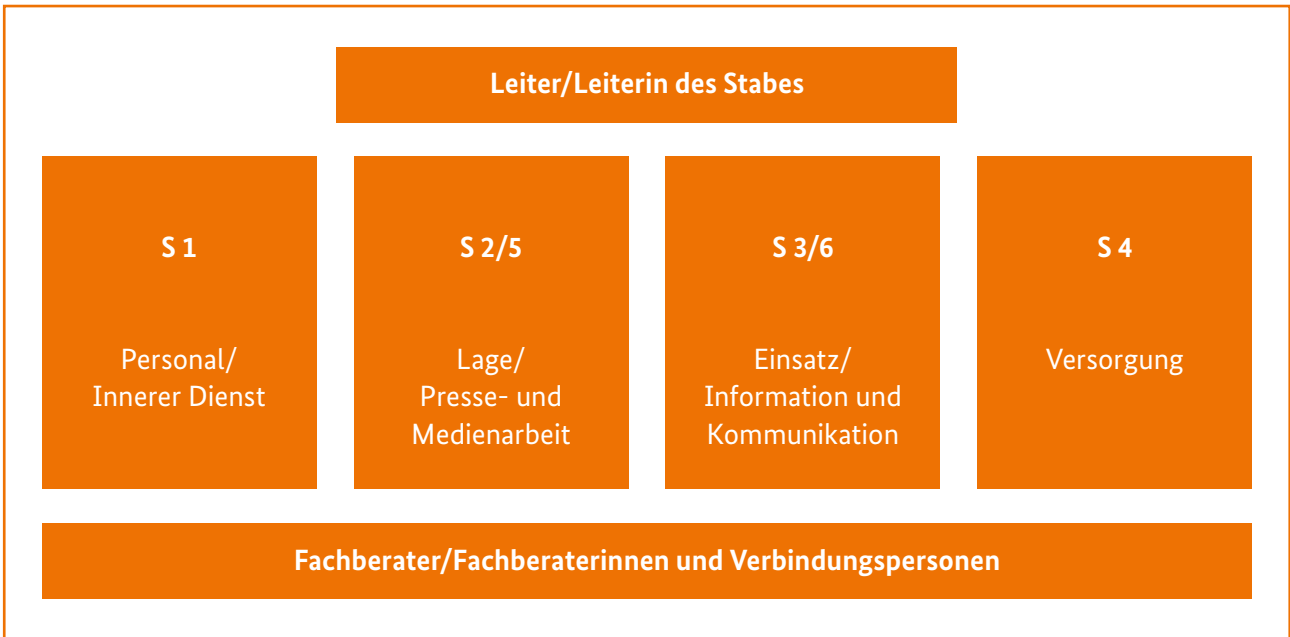 Leiter/Leiterin des Stabes
S 1
Personal/
Innerer Dienst
S 2/5
Lage/
Presse- und
Medienarbeit
S 3/6
Einsatz/
Information und
Kommunikation
S 4
Versorgung
Fachberater/Fachberaterinnen und Verbindungspersonen